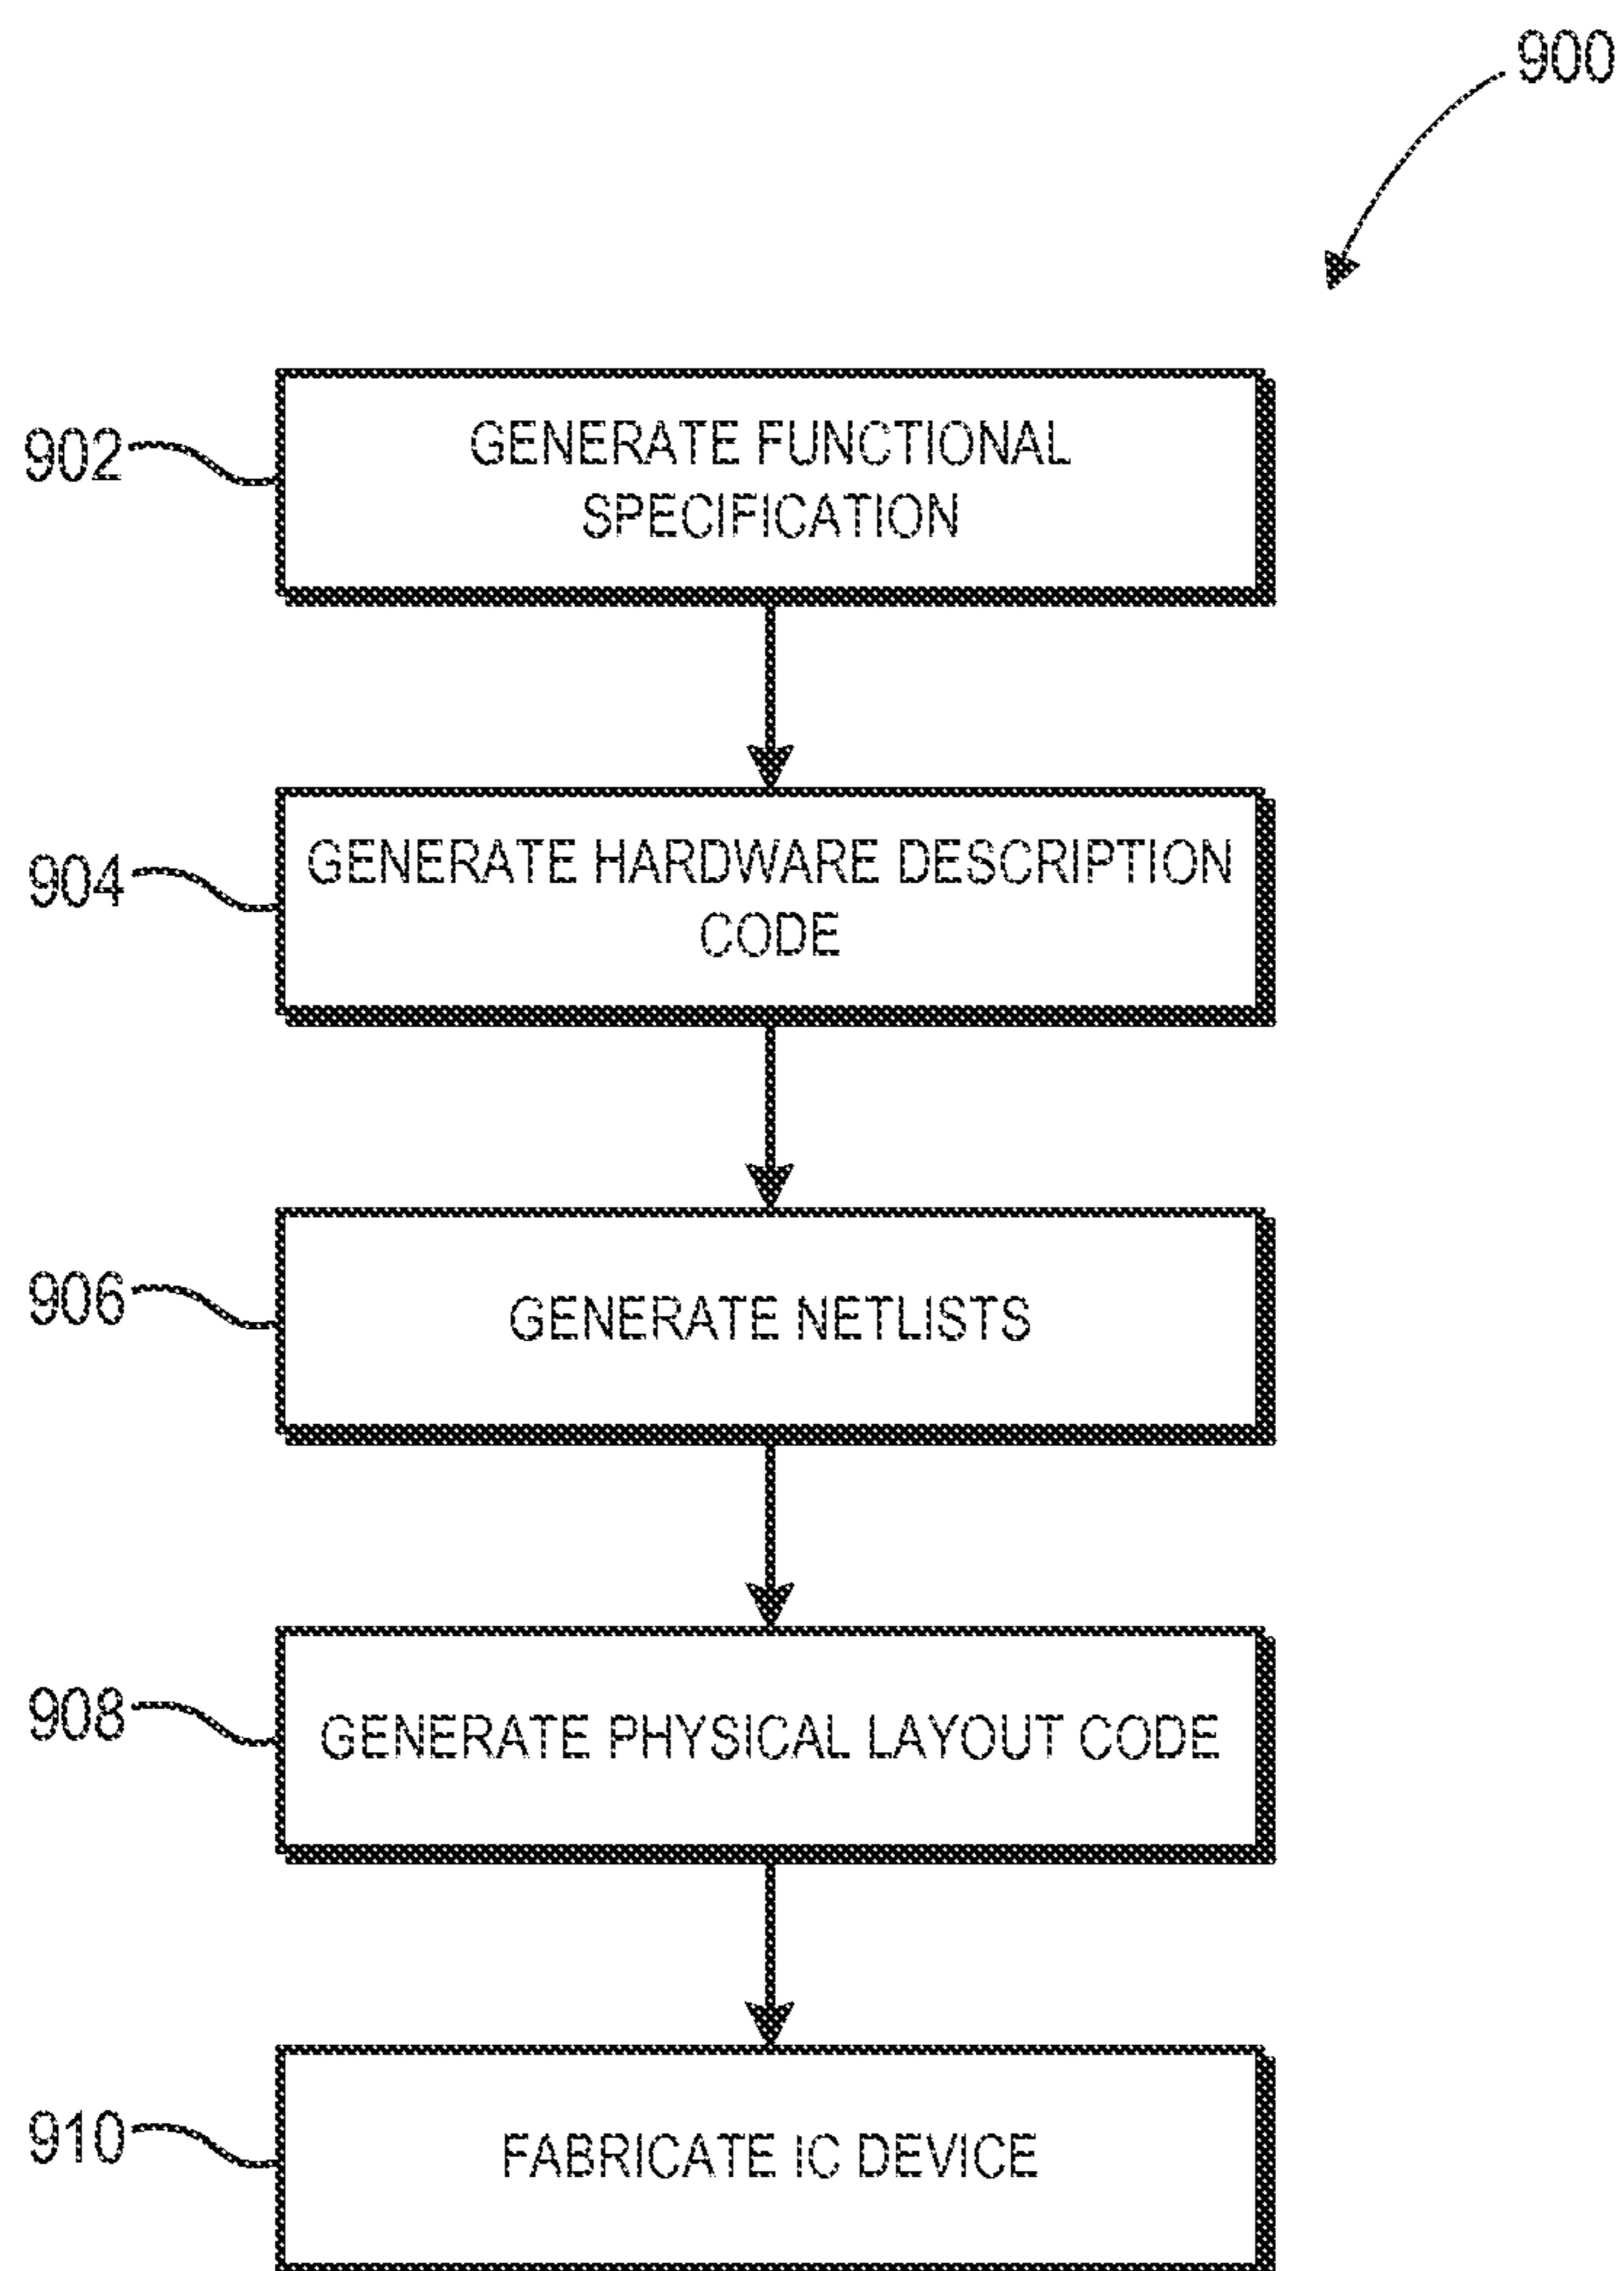 900
902
GENERATE FUNCTIONAL
SPECIFICATION
904
GENERATE HARDWARE DESCRIPTION
CODE
906
GENERATE NETLISTS
908
GENERATE PHYSICAL LAYOUT CODE
910
FABRICATE IC DEVICE